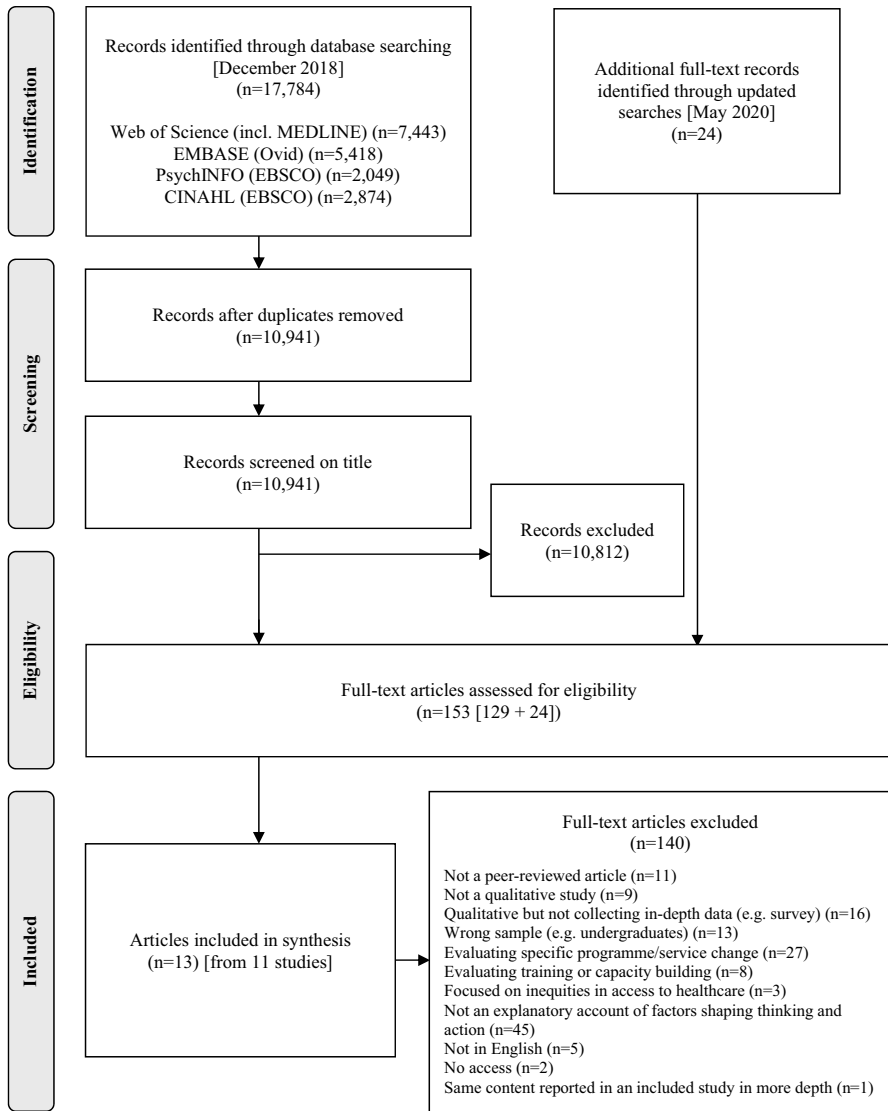 Identification
Records identified through database searching
[December 2018]
(n=17,784)
Web of Science (incl. MEDLINE) (n=7,443)
EMBASE (Ovid) (n=5,418)
PsychINFO (EBSCO) (n=2,049)
CINAHL (EBSCO) (n=2,874)
Additional full-text records
identified through updated
searches [May 2020]
(n=24)
Screening
Records after duplicates removed
(n=10,941)
Records screened on title
(n=10,941)
Records excluded
(n=10,812)
Eligibility
Full-text articles assessed for eligibility
(n=153 [129 + 24])
Included
Articles included in synthesis
(n=13) [from 11 studies]
Full-text articles excluded
(n=140)
Not a peer-reviewed article (n=11)
Not a qualitative study (n=9)
Qualitative but not collecting in-depth data (e.g. survey) (n=16)
Wrong sample (e.g. undergraduates) (n=13)
Evaluating specific programme/service change (n=27)
Evaluating training or capacity building (n=8)
Focused on inequities in access to healthcare (n=3)
Not an explanatory account of factors shaping thinking and
action (n=45)
Not in English (n=5)
No access (n=2)
Same content reported in an included study in more depth (n=1)